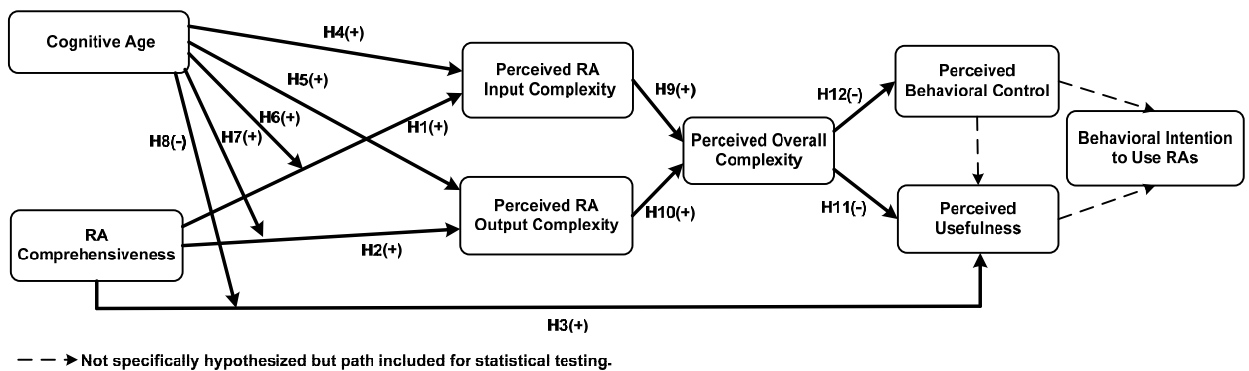 Cognitive Age
H4(+)
Perceived RA
Input Complexity
H5(+)
H9(+)
H6(+)
H1(+)
H7(+)
H8(-)
Perceived
Behavioral Control
H12(-)
Perceived Overall
Complexity
Behavioral Intention
to Use RAs
Perceived RA
Output Complexity
H10(+)
H11(-)
Perceived
Usefulness
RA
Comprehensiveness
H2(+)
H3(+)
Not specifically hypothesized but path included for statistical testing.